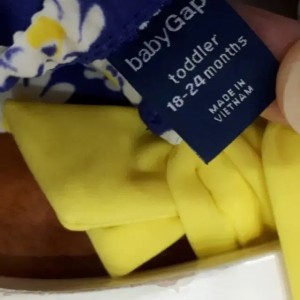 babyGap
toddler
18-24 months
MADE IN
VIETNAM